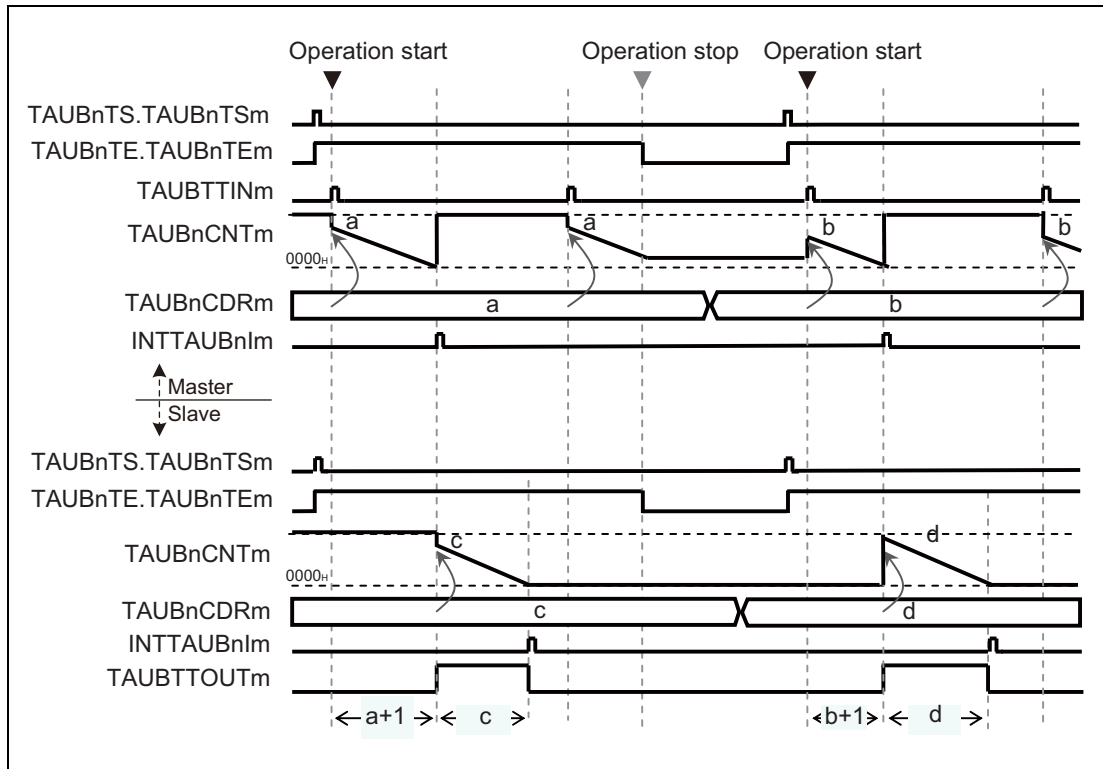 Operation start Operation stop Operation start
TAUBnTS.TAUBnTSm
TAUBnTE.TAUBnTEm
TAUBTTINm
TAUBnCNTm a a b b
0000H
TAUBnCDRm a b
INTTAUBnIm
Master
Slave
TAUBnTS.TAUBnTSm
TAUBnTE.TAUBnTEm
TAUBnCNTm c d
0000H
TAUBnCDRm c d
INTTAUBnIm
TAUBTTOUTm
a+1 c b+1 d